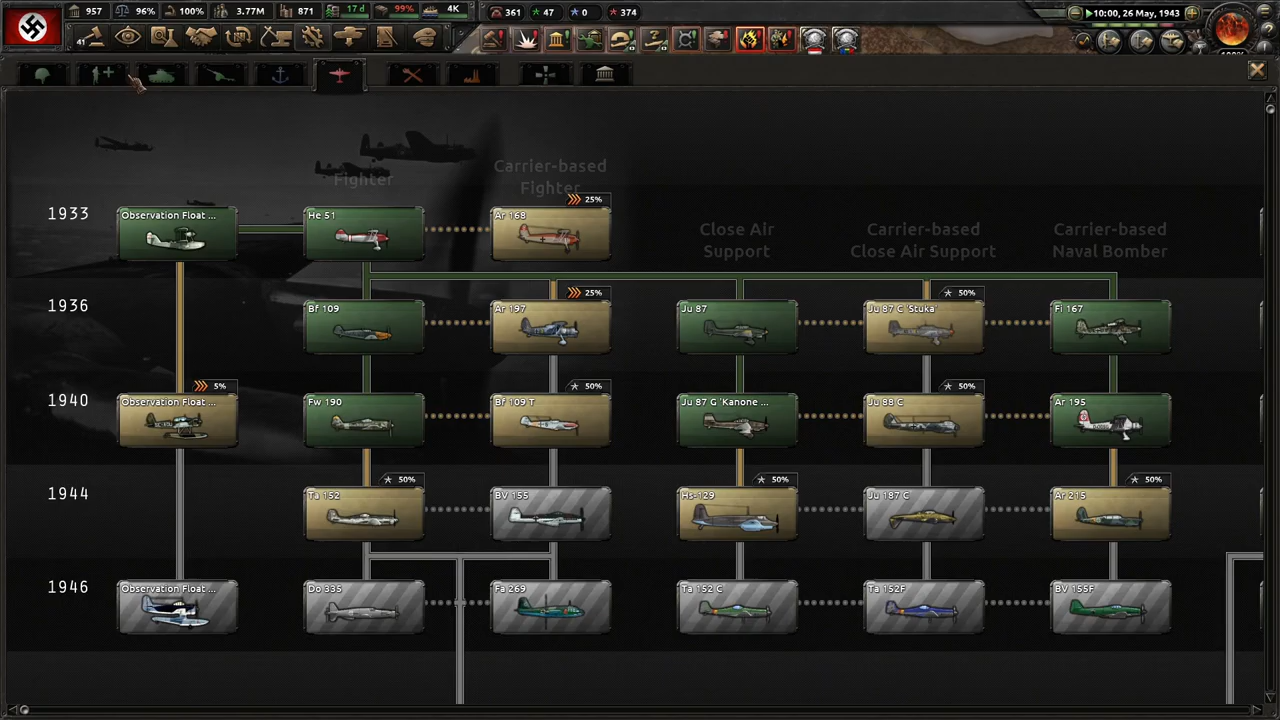 957
96%
100%
3.77M
871
17 d
99%
4K
361
47
0
374
10:00, 26 May, 1943
41
Fighter
Carrier-based
Fighter
Close Air
Support
Carrier-based
Close Air Support
Carrier-based
Naval Bomber
1933
Observation Float ...
He 51
25%
Ar 168
1936
Bf 109
25%
Ar 197
Ju 87
50%
Ju 87 C 'Stuka'
Fi 167
1940
5%
Observation Float ...
Fw 190
50%
Bf 109 T
Ju 87 G 'Kanone ...
50%
Ju 88 C
Ar 195
1944
50%
Ta 152
BV 155
50%
Hs-129
Ju 187 C
50%
Ar 215
1946
Observation Float ...
Do 335
Fa 269
Ta 152 C
Ta 152F
BV 155F